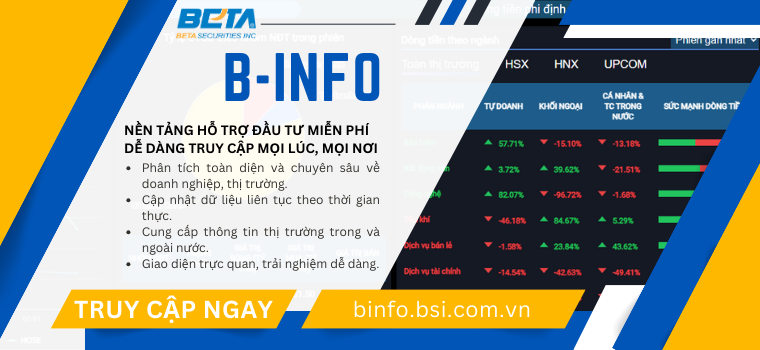 BETA
BETA SECURITIES INC
B-INFO
NỀN TẢNG HỖ TRỢ ĐẦU TƯ MIỄN PHÍ
DỄ DÀNG TRUY CẬP MỌI LÚC, MỌI NƠI
• Phân tích toàn diện và chuyên sâu về
doanh nghiệp, thị trường.
• Cập nhật dữ liệu liên tục theo thời gian
thực.
• Cung cấp thông tin thị trường trong và
ngoài nước.
• Giao diện trực quan, trải nghiệm dễ dàng.
TRUY CẬP NGAY
binfo.bsi.com.vn
tiền chỉ định
Dòng tiền theo ngành
Phiên gần nhất
Toàn thị trường HSX HNX UPCOM
PHÂN NGÀNH TỰ DOANH KHỐI NGOẠI CÁ NHÂN & TC TRONG NƯỚC SỨC MẠNH DÒNG TIỀ
57.71% -15.10% -13.18%
3.72% 39.62% -21.51%
82.07% -96.72% -1.68%
khí -46.18% 84.67% 5.29%
Dịch vụ bán lẻ -1.58% 23.84% 43.62%
Dịch vụ tài chính -14.54% -42.63% -49.41%
HOSE